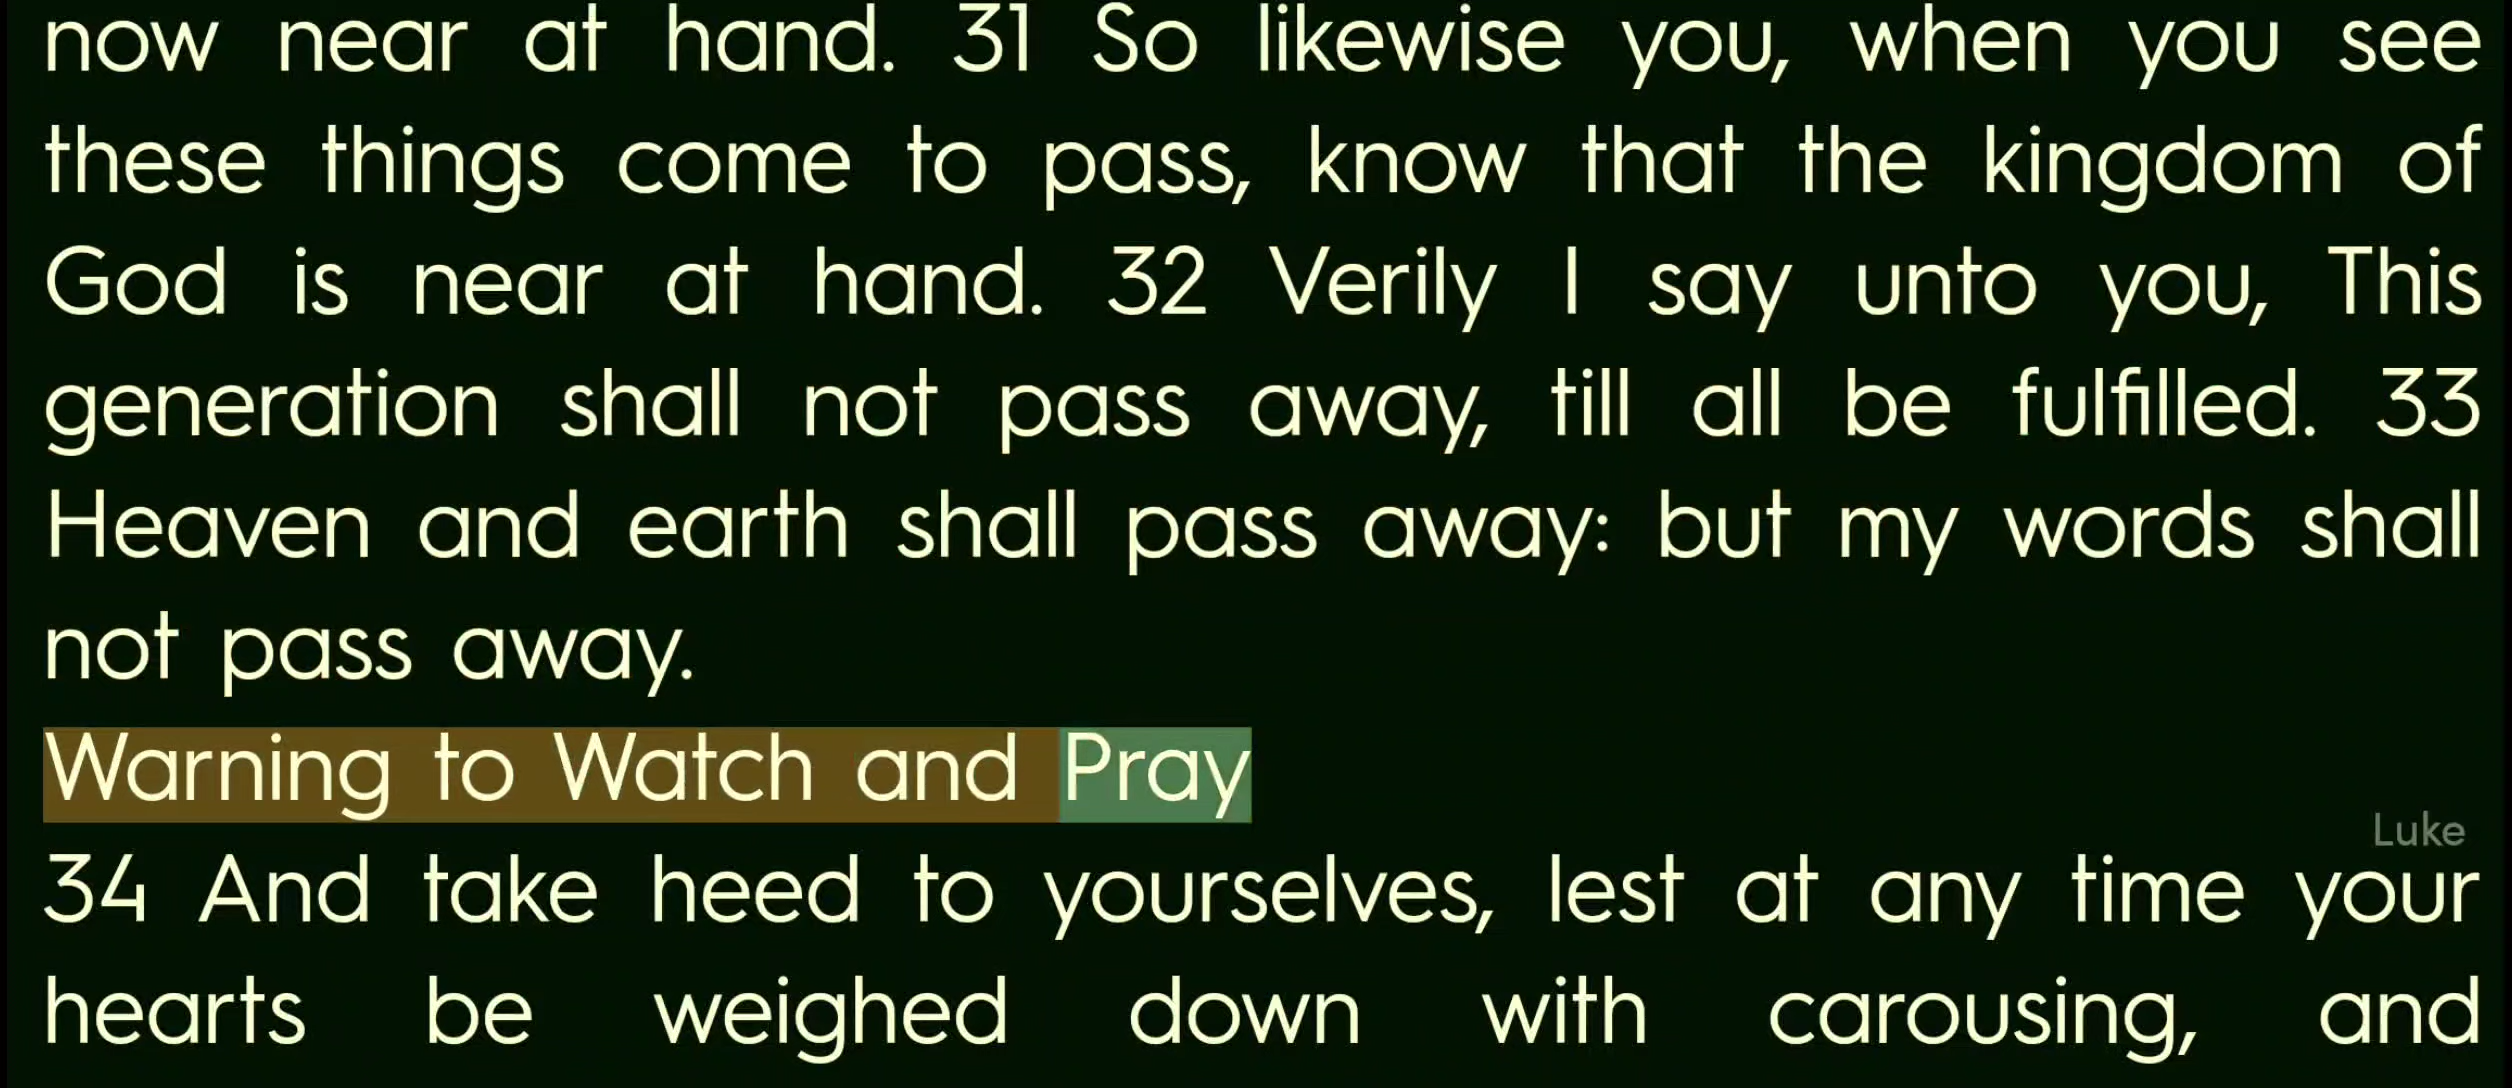 now near at hand. 31 So likewise you, when you see
these things come to pass, know that the kingdom of
God is near at hand. 32 Verily I say unto you, This
generation shall not pass away, till all be fulfilled. 33
Heaven and earth shall pass away: but my words shall
not pass away.
Warning to Watch and Pray
Luke
34 And take heed to yourselves, lest at any time your
hearts be weighed down with carousing, and